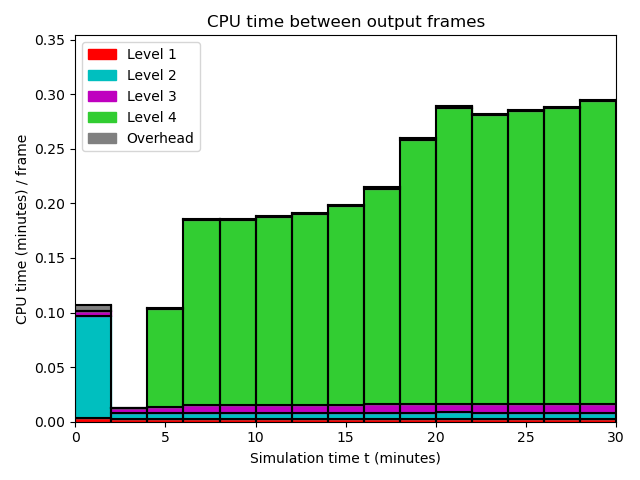 CPU time between output frames
0.35
0.30
0.25
0.20
0.15
0.10
0.05
0.00
CPU time (minutes) / frame
Level 1
Level 2
Level 3
Level 4
Overhead
0 5 10 15 20 25 30
Simulation time t (minutes)